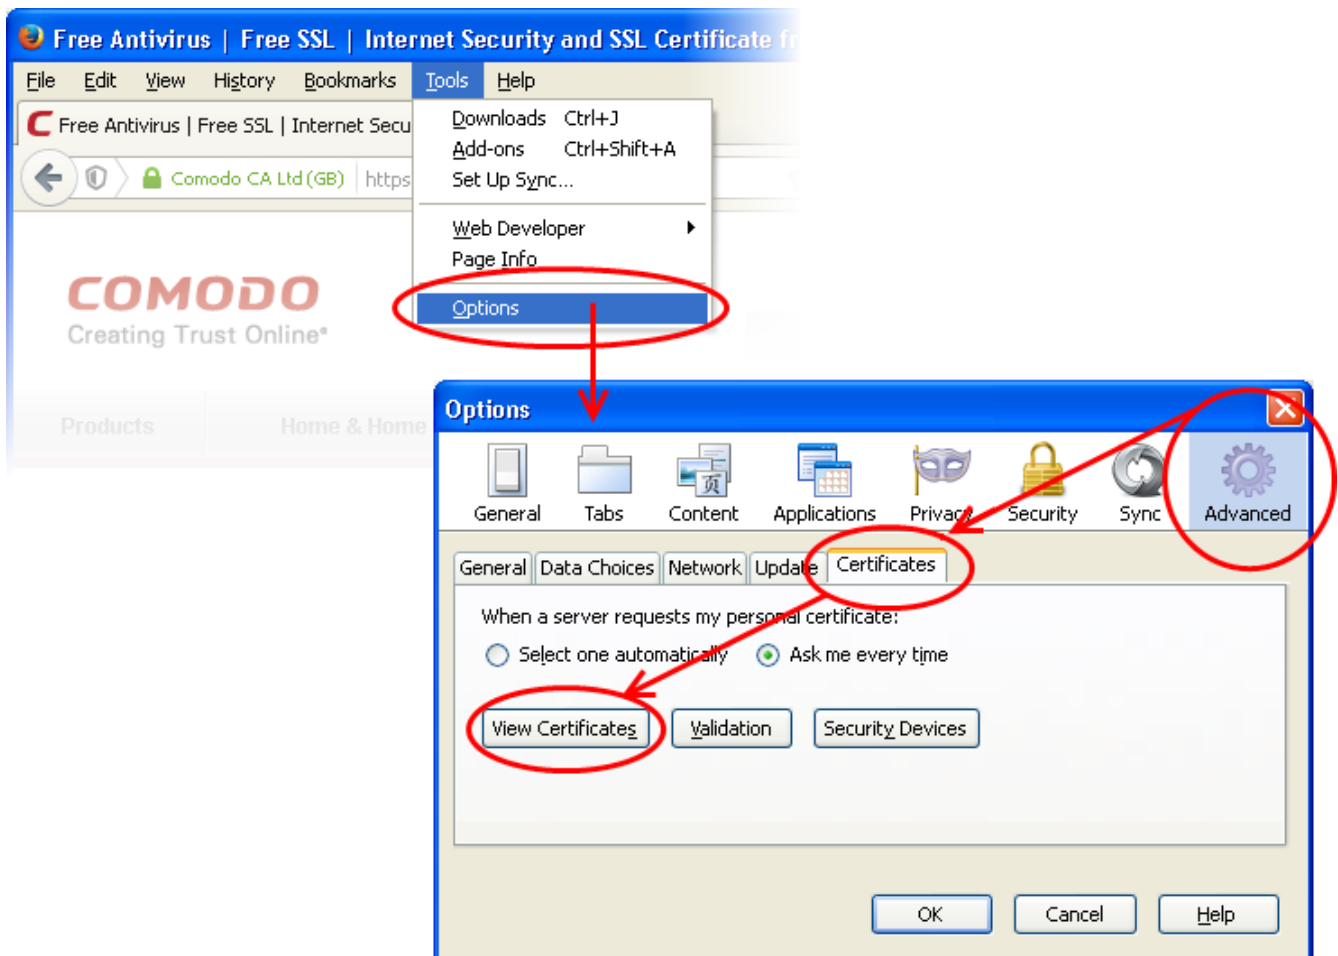 Free Antivirus | Free SSL | Internet Security and SSL Certificate fr
File Edit View History Bookmarks Tools Help
Free Antivirus | Free SSL | Internet Secu
Comodo CA Ltd (GB) https
Downloads Ctrl+J
Add-ons Ctrl+Shift+A
Set Up Sync...
Web Developer
Page Info
Options
COMODO
Creating Trust Online®
Products Home & Home
Options
页
General Tabs Content Applications Privacy Security Sync Advanced
General Data Choices Network Update Certificates
When a server requests my personal certificate:
Select one automatically Ask me every time
View Certificates Validation Security Devices
OK Cancel Help